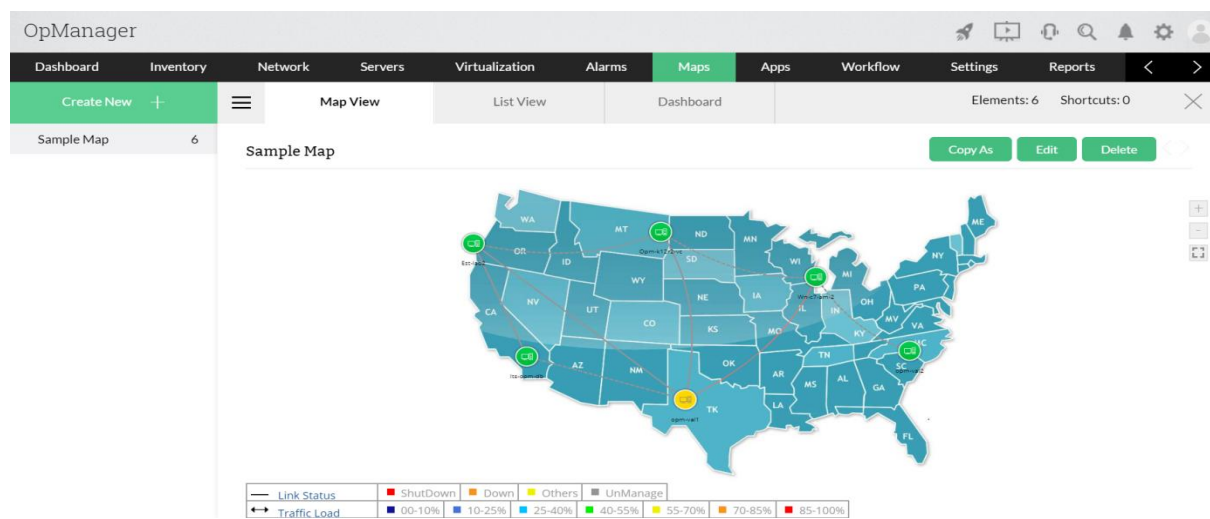 OpManager
Dashboard Inventory Network Servers Virtualization Alarms Maps Apps Workflow Settings Reports
Create New Map View List View Dashboard Elements: 6 Shortcuts: 0
Sample Map 6
Sample Map Copy As Edit Delete
WA
MT
ND
MN
ME
OR
ID
SD
WI
MI
NY
WY
PA
NV
NE
IA
IL
IN
OH
CA
UT
CO
KS
MO
KY
MV
VA
NC
AZ
NM
OK
AR
TN
SC
MS
AL
GA
opm-val1
TK
LA
FL
Link Status ShutDown Down Others UnManage
Traffic Load 00-10% 10-25% 25-40% 40-55% 55-70% 70-85% 85-100%